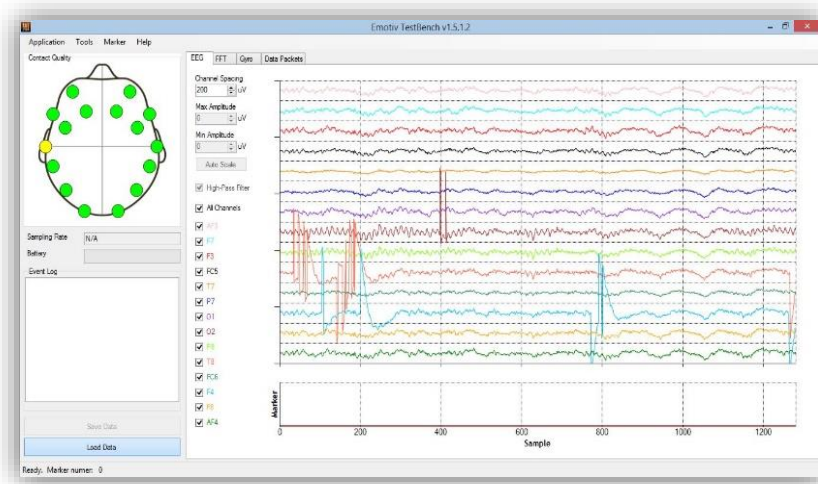 Emotiv TestBench v1.5.1.2
Application Tools Marker Help
Contact Quality
EEG FFT Gyro Data Packets
Channel Spacing
200 uV
Max Amplitude
0 uV
Min Amplitude
0 uV
Auto Scale
High-Pass Filter
All Channels
AF3
F7
F3
FC5
T7
P7
O1
O2
P8
T8
FC6
F4
F8
AF4
Sampling Rate N/A
Battery
Event Log
Save Data
Load Data
Marker
0 200 400 600 800 1000 1200
Sample
Ready. Marker numer: 0